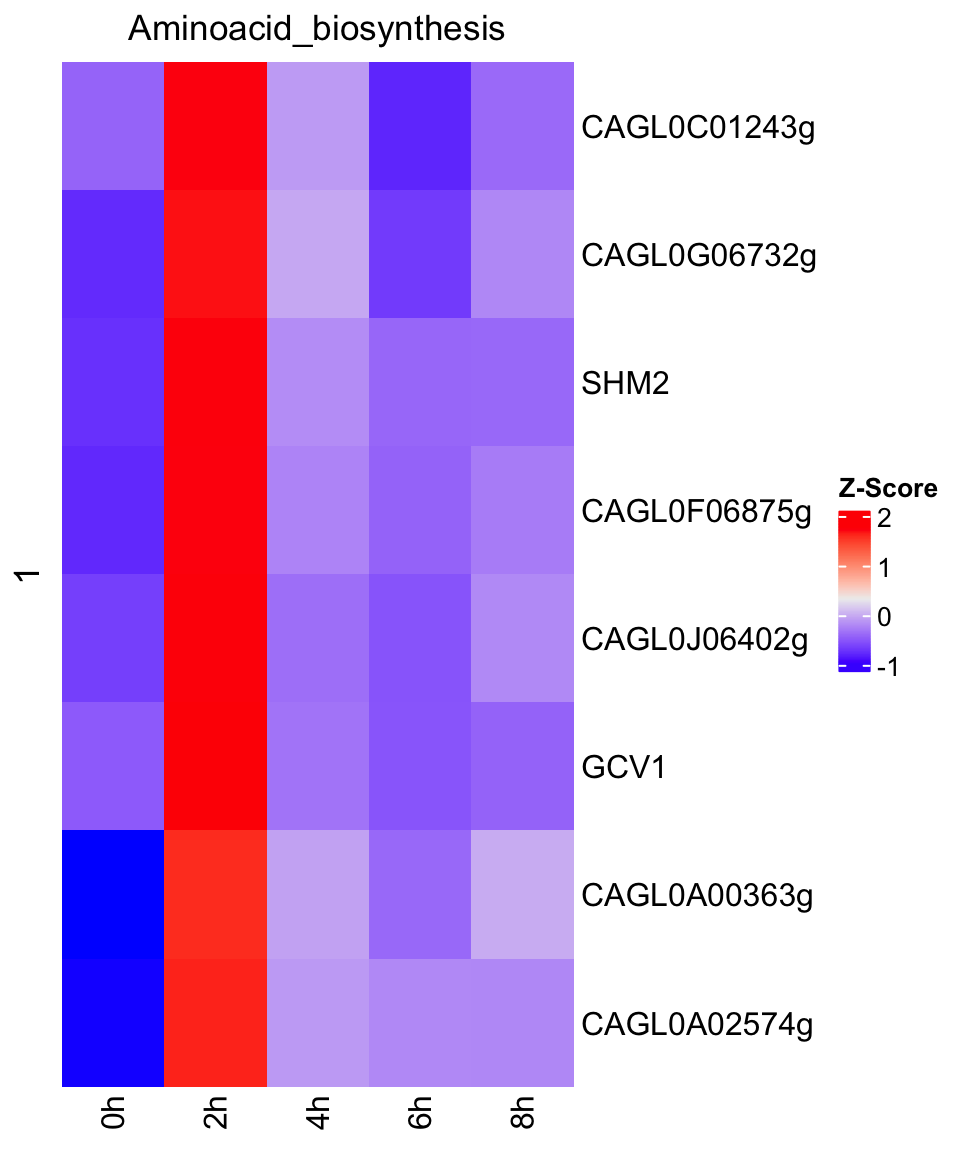 Aminoacid_biosynthesis
CAGL0C01243g
CAGL0G06732g
SHM2
CAGL0F06875g
CAGL0J06402g
GCV1
CAGL0A00363g
CAGL0A02574g
1
Z-Score
2
1
0
-1
0h
2h
4h
6h
8h